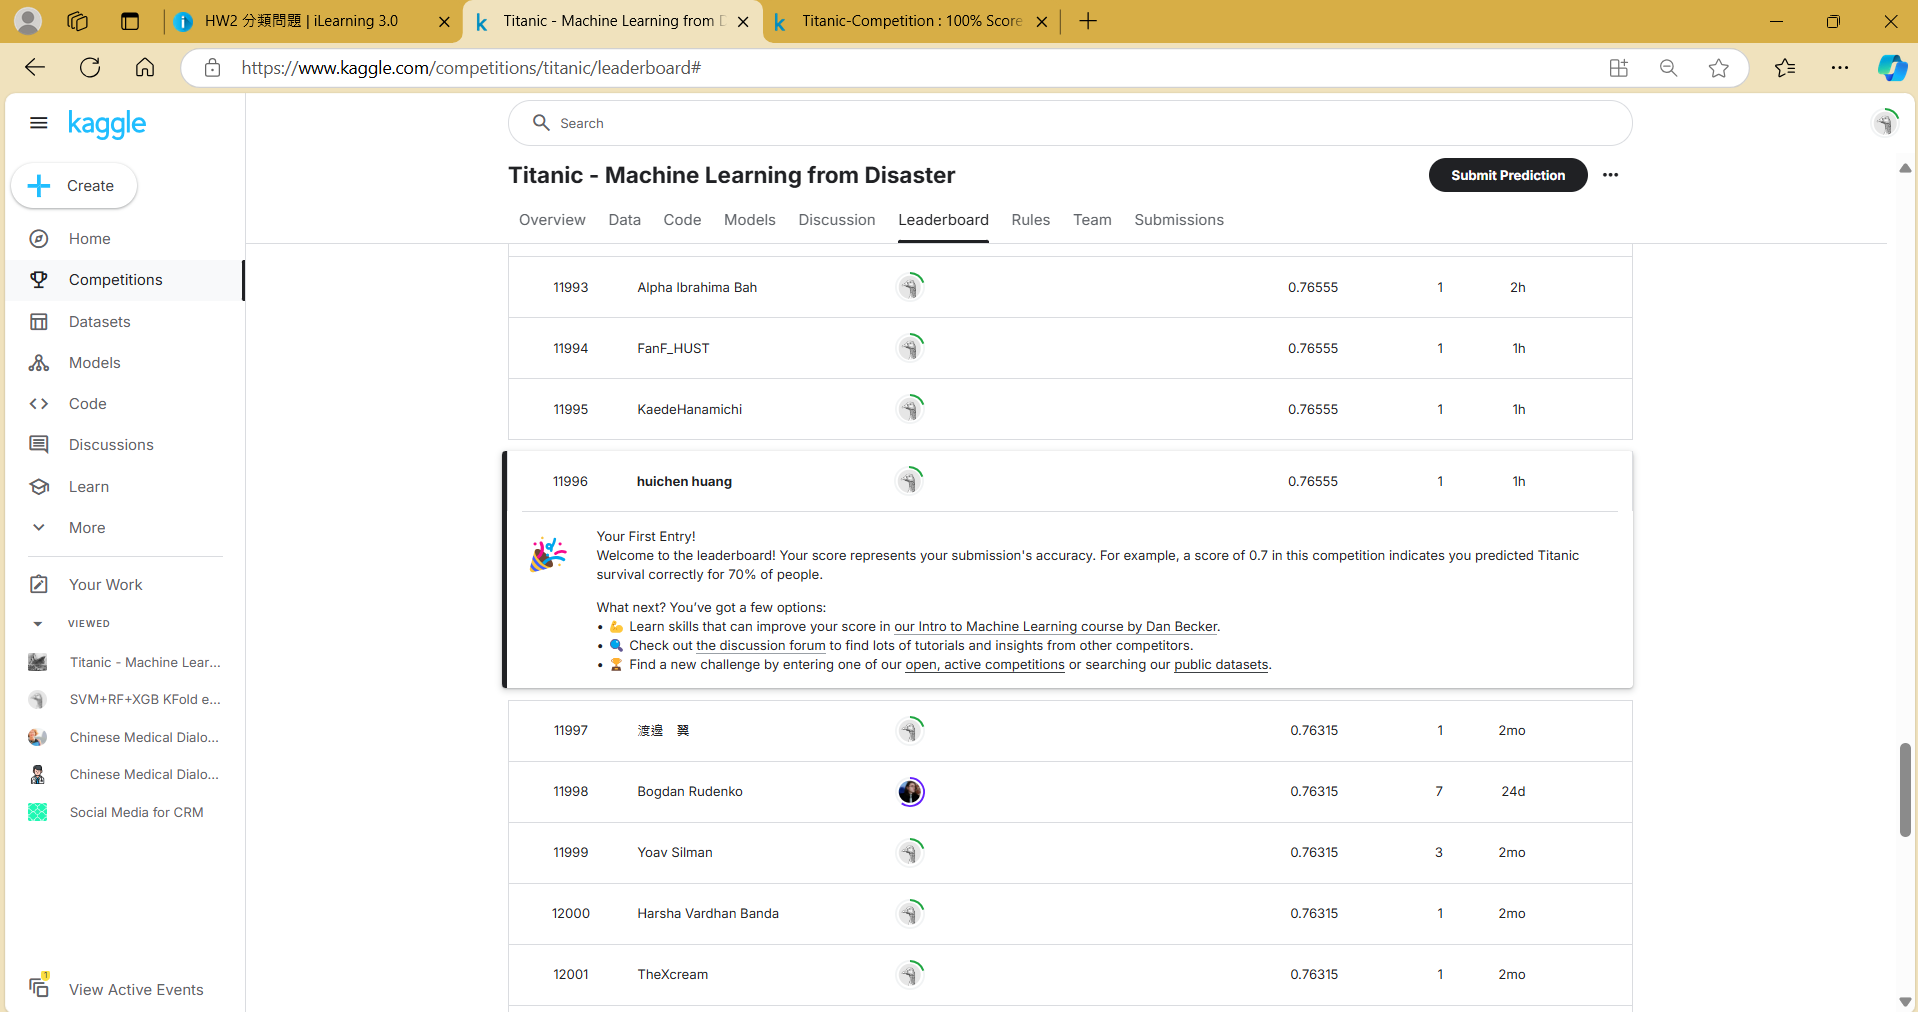 HW2 分類問題 | iLearning 3.0
Titanic - Machine Learning from D
Titanic-Competition : 100% Score
https://www.kaggle.com/competitions/titanic/leaderboard#
kaggle
Search
Create
Home
Competitions
Datasets
Models
Code
Discussions
Learn
More
Your Work
VIEWED
Titanic - Machine Lear...
SVM+RF+XGB KFold e...
Chinese Medical Dialo...
Chinese Medical Dialo...
Social Media for CRM
1
View Active Events
Titanic - Machine Learning from Disaster
Submit Prediction
Overview Data Code Models Discussion Leaderboard Rules Team Submissions
11993 Alpha Ibrahima Bah 0.76555 1 2h
11994 FanF_HUST 0.76555 1 1h
11995 KaedeHanamichi 0.76555 1 1h
11996 huichen huang 0.76555 1 1h
Your First Entry!
Welcome to the leaderboard! Your score represents your submission's accuracy. For example, a score of 0.7 in this competition indicates you predicted Titanic
survival correctly for 70% of people.
What next? You've got a few options:
• 💪 Learn skills that can improve your score in our Intro to Machine Learning course by Dan Becker.
• 🔍 Check out the discussion forum to find lots of tutorials and insights from other competitors.
• 🏆 Find a new challenge by entering one of our open, active competitions or searching our public datasets.
11997 渡邉　翼 0.76315 1 2mo
11998 Bogdan Rudenko 0.76315 7 24d
11999 Yoav Silman 0.76315 3 2mo
12000 Harsha Vardhan Banda 0.76315 1 2mo
12001 TheXcream 0.76315 1 2mo